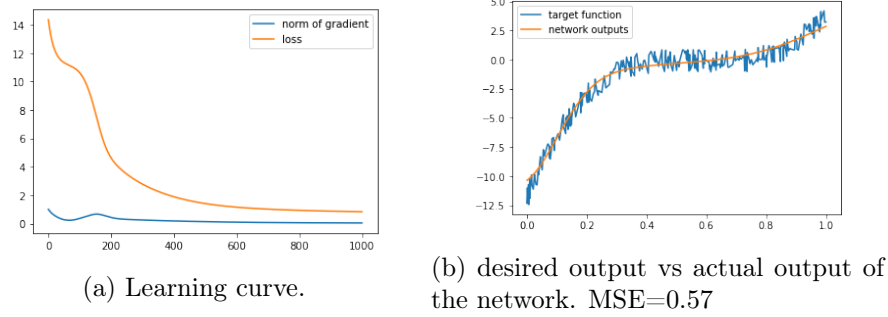 norm of gradient
loss
14
12
10
8
6
4
2
0
0 200 400 600 800 1000
(a) Learning curve.
target function
network outputs
5.0
2.5
0.0
−2.5
−5.0
−7.5
−10.0
−12.5
0.0 0.2 0.4 0.6 0.8 1.0
(b) desired output vs actual output of
the network. MSE=0.57